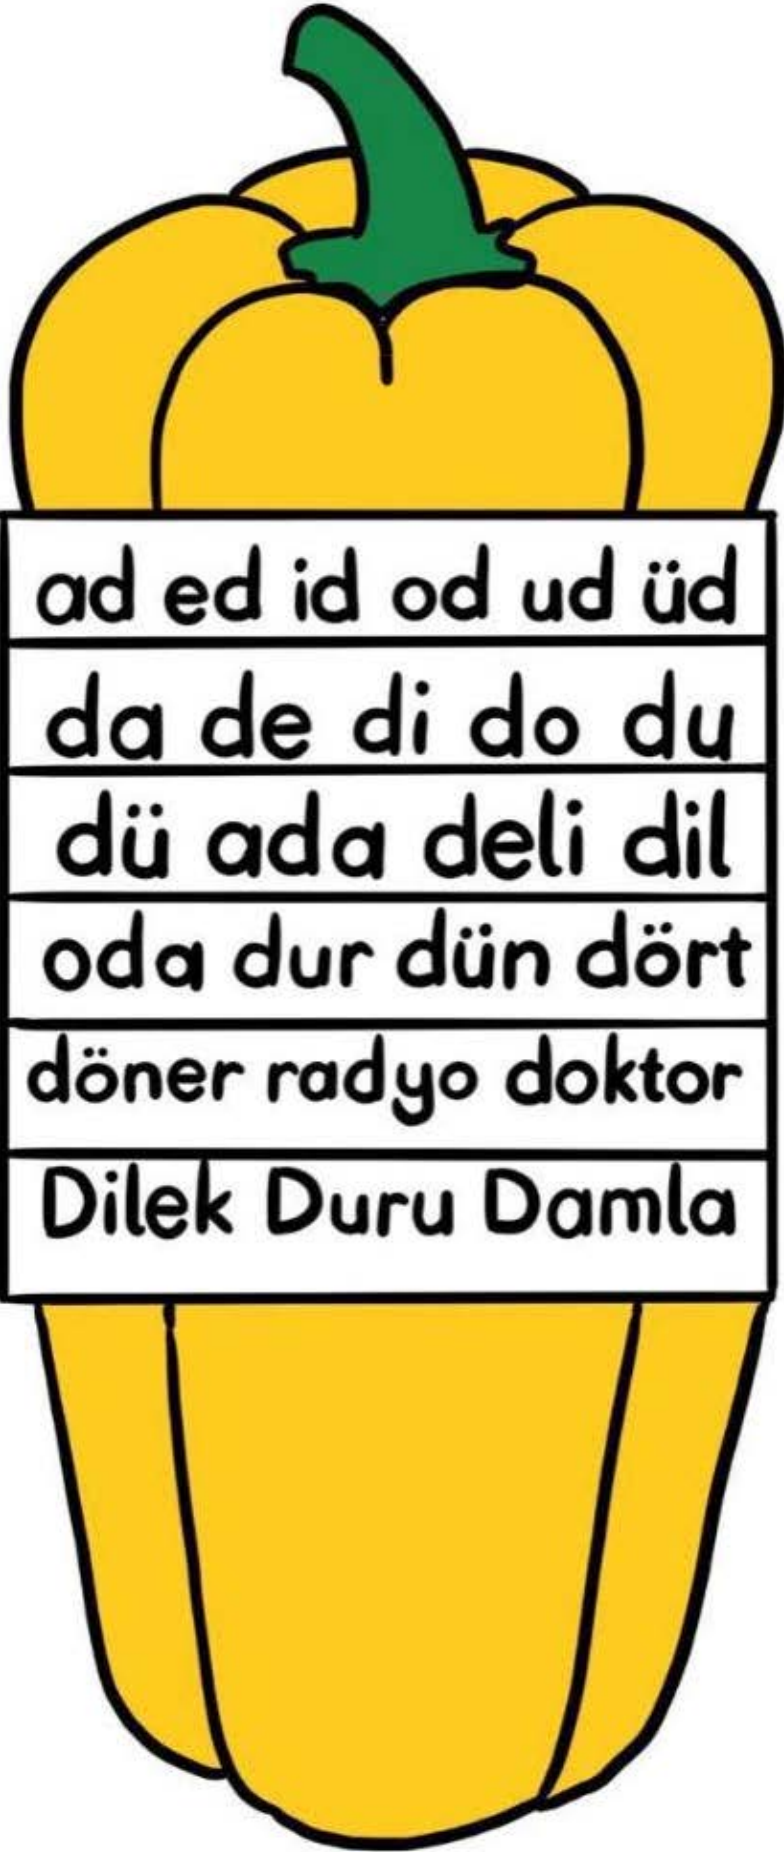 ad ed id od ud üd
da de di do du
dü ada deli dil
oda dur dün dört
döner radyo doktor
Dilek Duru Damla